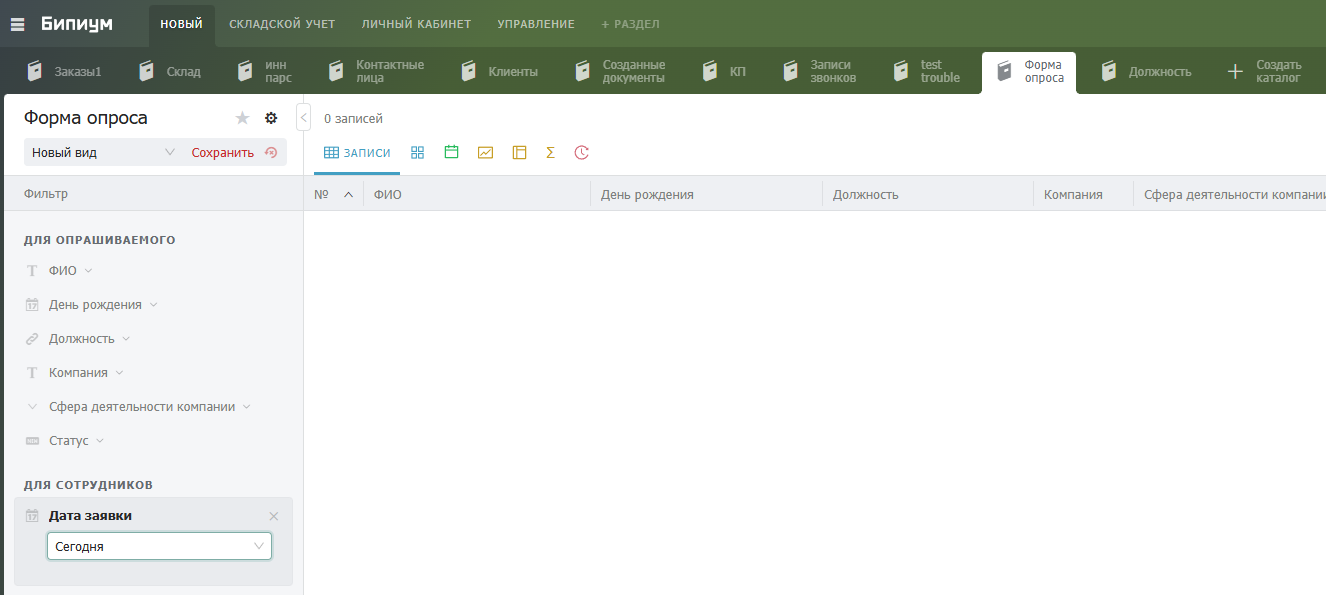 Бипиум
НОВЫЙ
СКЛАДСКОЙ УЧЕТ
ЛИЧНЫЙ КАБИНЕТ
УПРАВЛЕНИЕ
+ РАЗДЕЛ
Заказы1
Склад
инн
парс
Контактные
лица
Клиенты
Созданные
документы
КП
Записи
звонков
test
trouble
Форма
опроса
Должность
Создать
каталог
Форма опроса
0 записей
Новый вид
Сохранить
ЗАПИСИ
Σ
Фильтр
№
ФИО
День рождения
Должность
Компания
Сфера деятельности компании
ДЛЯ ОПРАШИВАЕМОГО
ФИО
День рождения
Должность
Компания
Сфера деятельности компании
Статус
ДЛЯ СОТРУДНИКОВ
Дата заявки
Сегодня